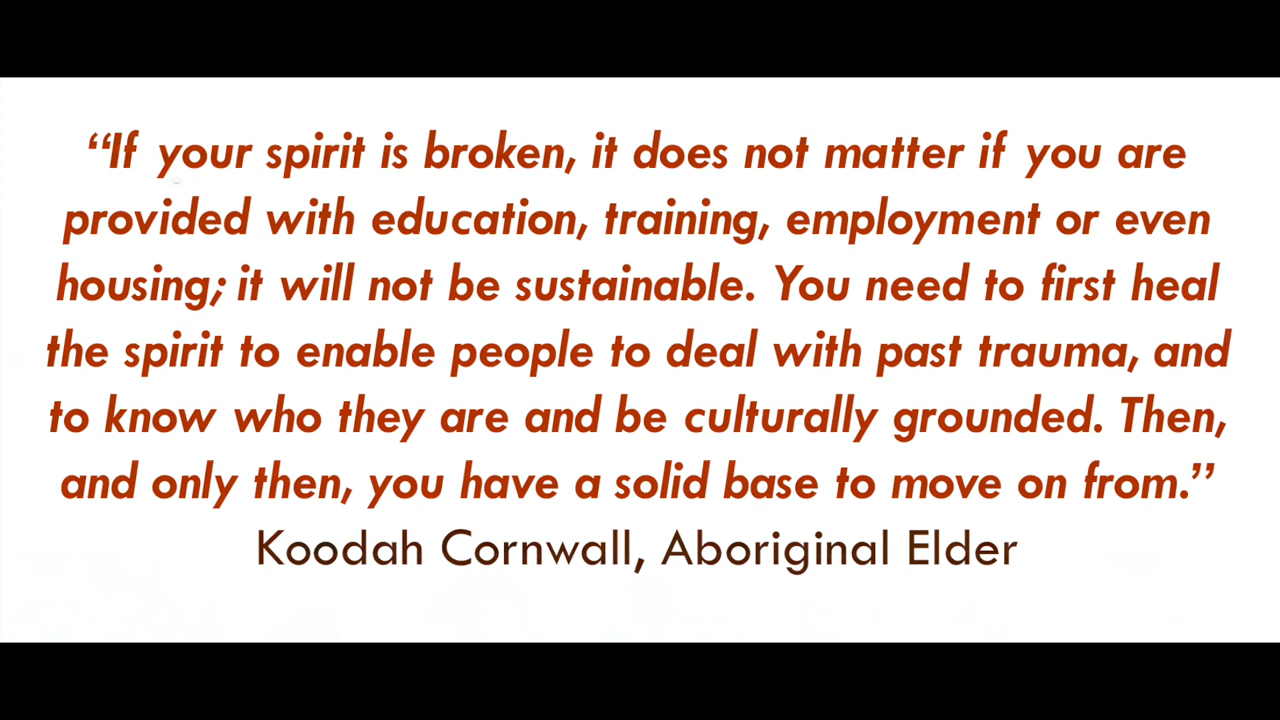 “If your spirit is broken, it does not matter if you are
provided with education, training, employment or even
housing; it will not be sustainable. You need to first heal
the spirit to enable people to deal with past trauma, and
to know who they are and be culturally grounded. Then,
and only then, you have a solid base to move on from.”
Koodah Cornwall, Aboriginal Elder